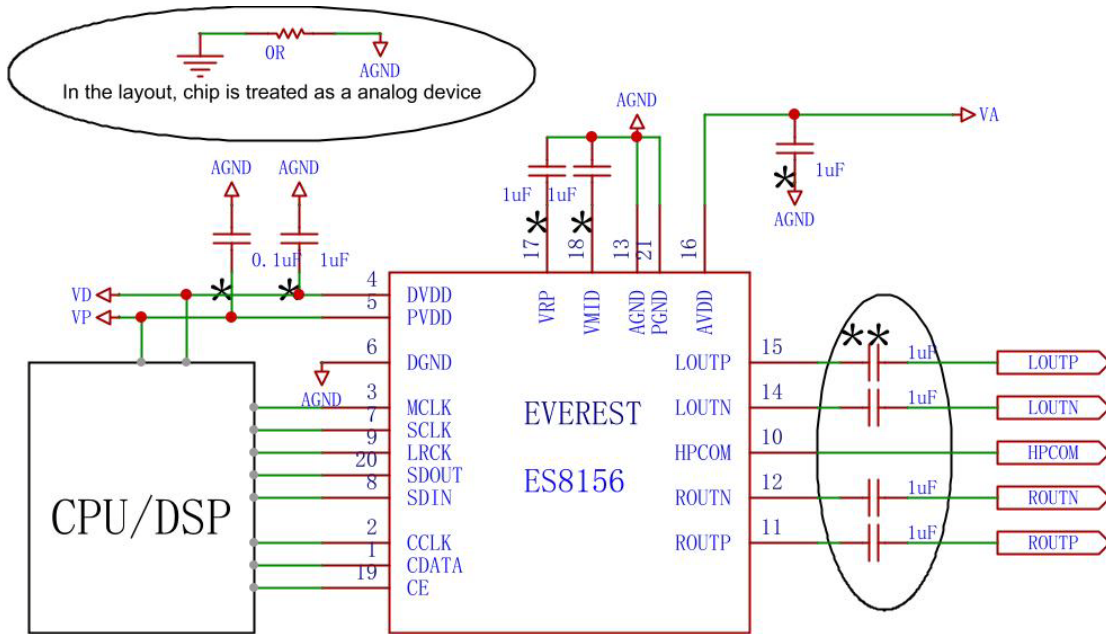 0R
AGND
In the layout, chip is treated as a analog device
AGND
VA
1uF
AGND
AGND
AGND
0.1uF
1uF
1uF
1uF
17
18
13
21
16
VD
VP
4
DVDD
5
PVDD
6
DGND
AGND
3
MCLK
7
SCLK
9
LRCK
20
SDOUT
8
SDIN
2
CCLK
1
CDATA
19
CE
CPU/DSP
VRP
VMID
AGND
PGND
AVDD
EVEREST
ES8156
LOUTP
15
1uF
LOUTP
LOUTN
14
1uF
LOUTN
HPCOM
10
HPCOM
ROUTN
12
1uF
ROUTN
ROUTP
11
1uF
ROUTP